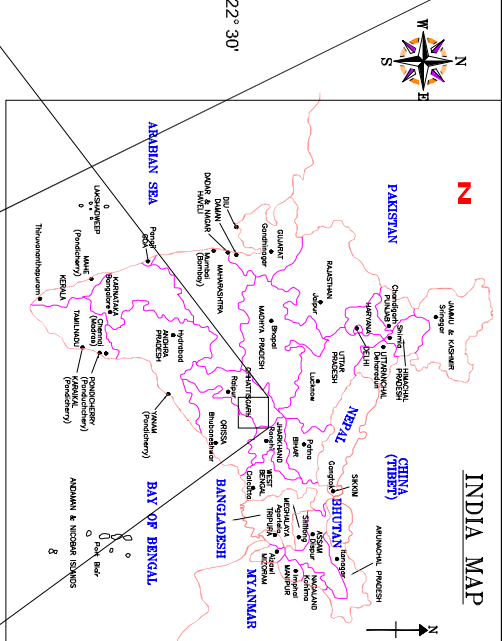 INDIA MAP
N
W
N
S
E
N
22° 30'
PAKISTAN
CHINA
(TIBET)
NEPAL
BHUTAN
BANGLADESH
MYANMAR
ARABIAN SEA
BAY OF BENGAL
JAMMU & KASHMIR
Srinagar
HIMACHAL
PRADESH
Shimla
Chandigarh
PUNJAB
UTTARANCHAL
Dehradun
HARYANA
DELHI
RAJASTHAN
Jaipur
UTTAR
PRADESH
Lucknow
SIKKIM
Gangtok
ARUNACHAL PRADESH
Itanagar
ASSAM
Dispur
NAGALAND
Kohima
MEGHALAYA
Shillong
MANIPUR
Imphal
TRIPURA
Agartala
MIZORAM
Aizawl
BIHAR
Patna
JHARKHAND
Ranchi
WEST
BENGAL
Calcutta
GUJARAT
Gandhinagar
MADHYA PRADESH
Bhopal
CHHATTISGARH
Raipur
ORISSA
Bhubaneshwar
DIU
DAMAN
DADAR & NAGAR
HAVELI
MAHARASHTRA
Mumbai
(Bombay)
ANDHRA
PRADESH
Hydrabad
YANAM
(Pondicherry)
GOA
Panji
KARNATAKA
Bangalore
Chennai
(Madras)
PONDICHERRY
(Ponduchtery)
KARAIKAL
(Pondicherry)
TAMILNADU
MAHE
(Pondicherry)
KERALA
Thiruvananthapuram
LAKSHADWEEP
ANDAMAN & NICOBAR ISLANDS
Port Blair